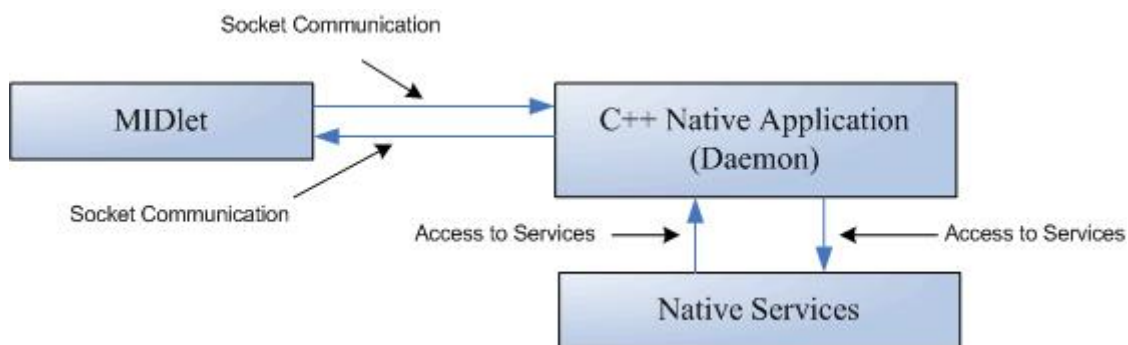 Socket Communication
MIDlet
C++ Native Application
(Daemon)
Socket Communication
Access to Services
Access to Services
Native Services